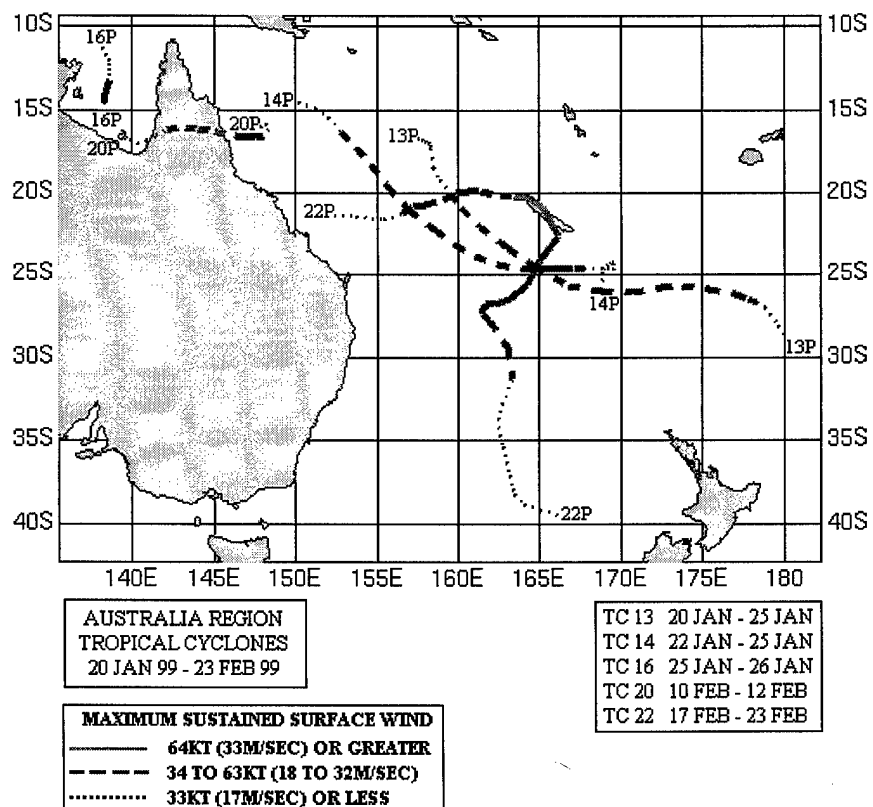 10S 10S
16P
15S 14P 15S
16P 20P 13P
20P
20S 20S
22P
25S 25S
14P
30S 13P 30S
35S 35S
40S 22P 40S
140E 145E 150E 155E 160E 165E 170E 175E 180
AUSTRALIA REGION
TROPICAL CYCLONES
20 JAN 99 - 23 FEB 99
TC 13 20 JAN - 25 JAN
TC 14 22 JAN - 25 JAN
TC 16 25 JAN - 26 JAN
TC 20 10 FEB - 12 FEB
TC 22 17 FEB - 23 FEB
MAXIMUM SUSTAINED SURFACE WIND
64KT (33M/SEC) OR GREATER
34 TO 63KT (18 TO 32M/SEC)
33KT (17M/SEC) OR LESS